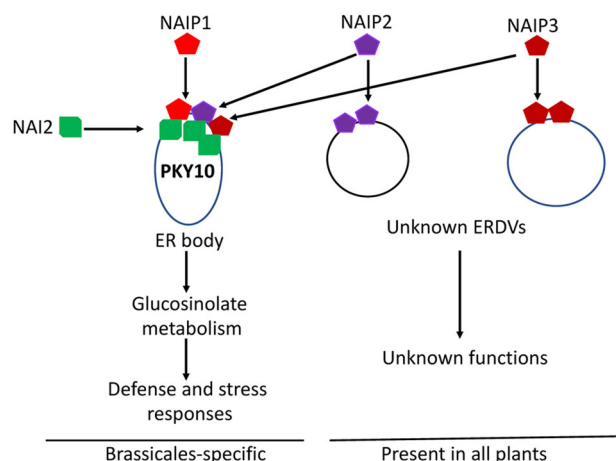 NAIP1
NAIP2
NAIP3
NAI2
PKY10
ER body
Unknown ERDVs
Glucosinolate
metabolism
Unknown functions
Defense and stress
responses
Brassicales-specific
Present in all plants